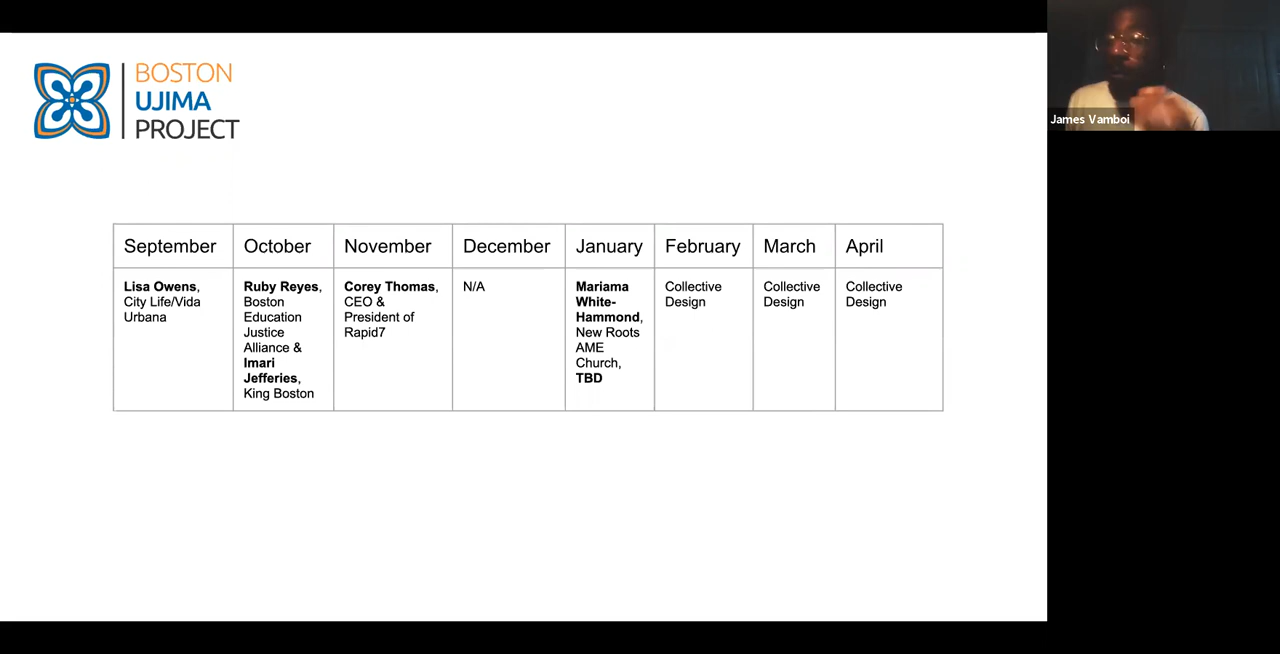 BOSTON
UJIMA
PROJECT
James Vamboi
September October November December January February March April
Lisa Owens,
City Life/Vida
Urbana
Ruby Reyes,
Boston
Education
Justice
Alliance &
Imari
Jefferies,
King Boston
Corey Thomas,
CEO &
President of
Rapid7
N/A
Mariama
White-
Hammond,
New Roots
AME
Church,
TBD
Collective
Design
Collective
Design
Collective
Design